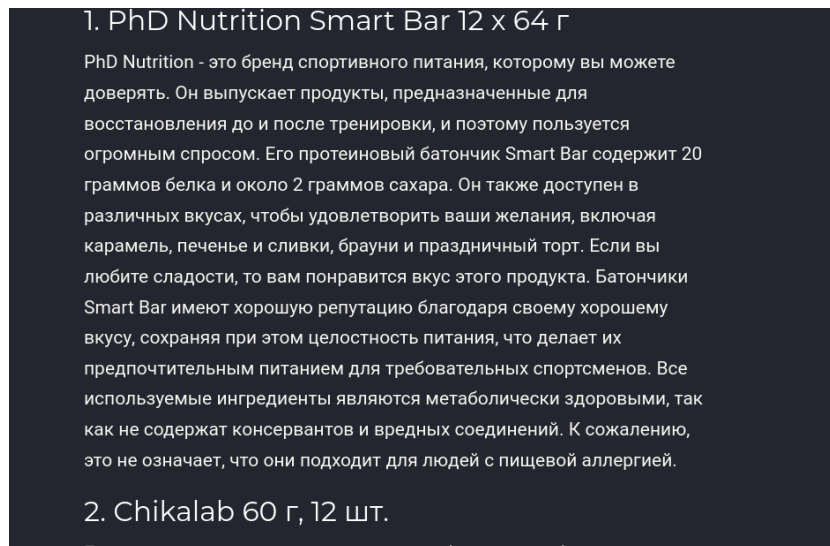 1. PhD Nutrition Smart Bar 12 x 64 г
PhD Nutrition - это бренд спортивного питания, которому вы можете
доверять. Он выпускает продукты, предназначенные для
восстановления до и после тренировки, и поэтому пользуется
огромным спросом. Его протеиновый батончик Smart Bar содержит 20
граммов белка и около 2 граммов сахара. Он также доступен в
различных вкусах, чтобы удовлетворить ваши желания, включая
карамель, печенье и сливки, брауни и праздничный торт. Если вы
любите сладости, то вам понравится вкус этого продукта. Батончики
Smart Bar имеют хорошую репутацию благодаря своему хорошему
вкусу, сохраняя при этом целостность питания, что делает их
предпочтительным питанием для требовательных спортсменов. Все
используемые ингредиенты являются метаболически здоровыми, так
как не содержат консервантов и вредных соединений. К сожалению,
это не означает, что они подходит для людей с пищевой аллергией.
2. Chikalab 60 г, 12 шт.